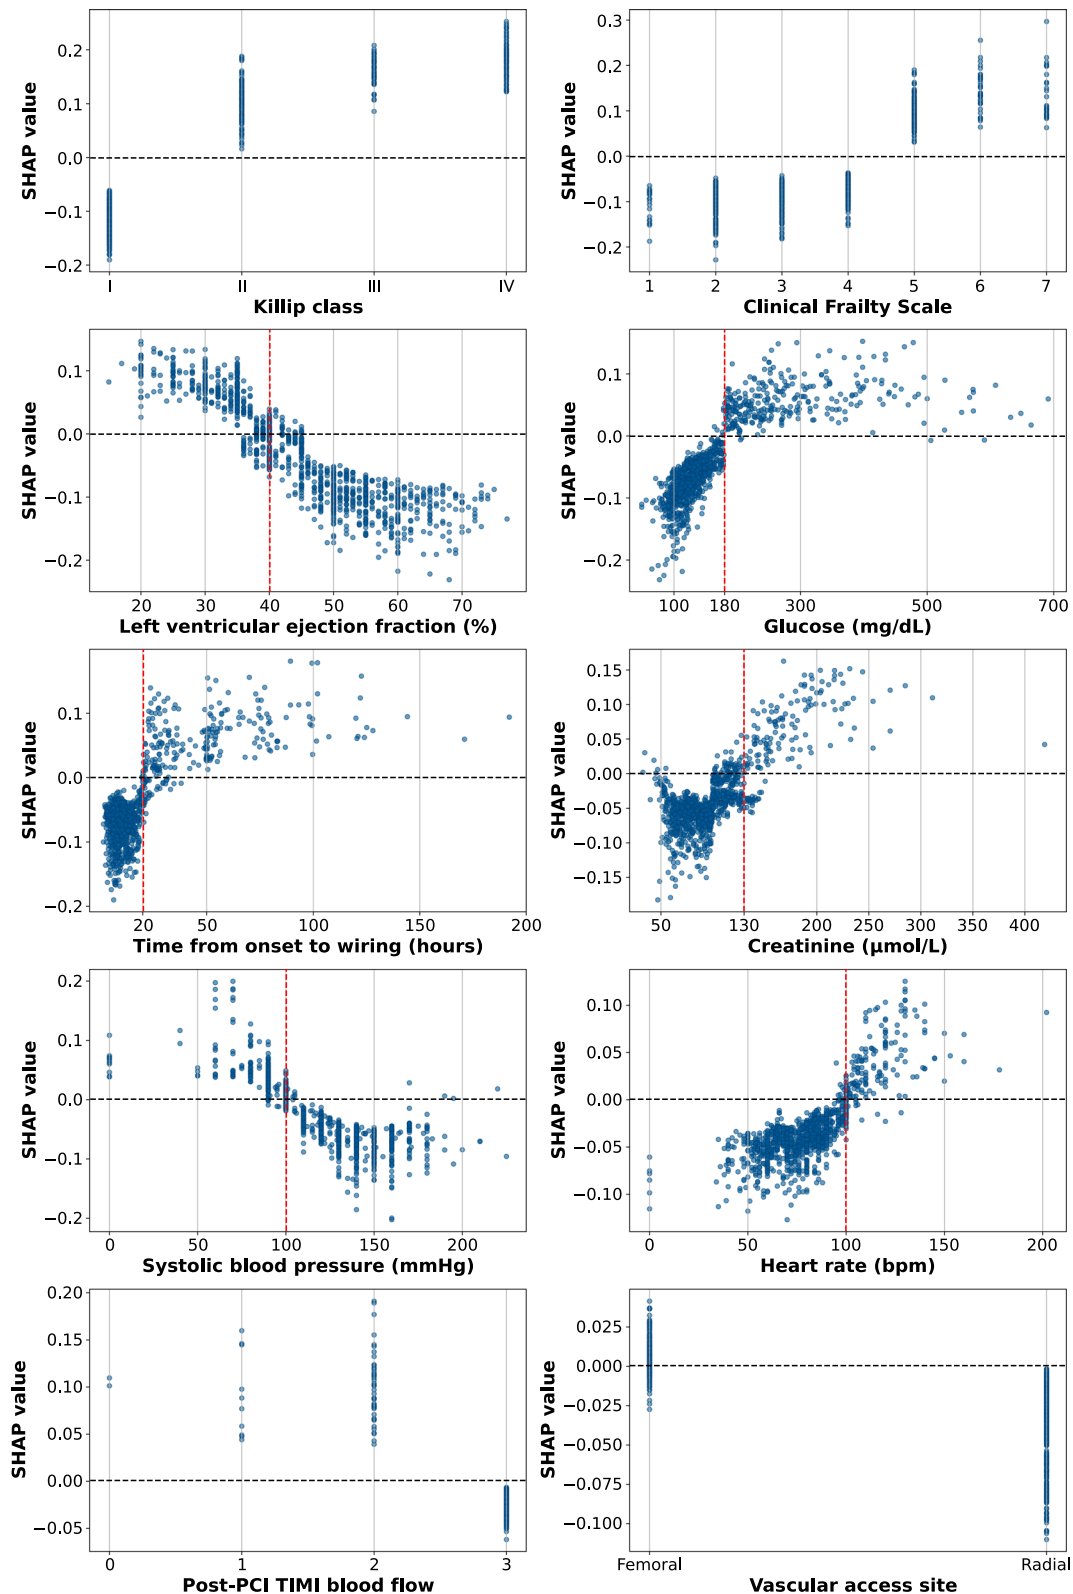 SHAP value
0.2
0.1
0.0
−0.1
−0.2
I II III IV
Killip class
SHAP value
0.3
0.2
0.1
0.0
−0.1
−0.2
1 2 3 4 5 6 7
Clinical Frailty Scale
SHAP value
0.1
0.0
−0.1
−0.2
20 30 40 50 60 70
Left ventricular ejection fraction (%)
SHAP value
0.1
0.0
−0.1
−0.2
100 180 300 500 700
Glucose (mg/dL)
SHAP value
0.1
0.0
−0.1
−0.2
20 50 100 150 200
Time from onset to wiring (hours)
SHAP value
0.15
0.10
0.05
0.00
−0.05
−0.10
−0.15
50 130 200 250 300 350 400
Creatinine (μmol/L)
SHAP value
0.2
0.1
0.0
−0.1
−0.2
0 50 100 150 200
Systolic blood pressure (mmHg)
SHAP value
0.10
0.05
0.00
−0.05
−0.10
0 50 100 150 200
Heart rate (bpm)
SHAP value
0.20
0.15
0.10
0.05
0.00
−0.05
0 1 2 3
Post-PCI TIMI blood flow
SHAP value
0.025
0.000
−0.025
−0.050
−0.075
−0.100
Femoral Radial
Vascular access site